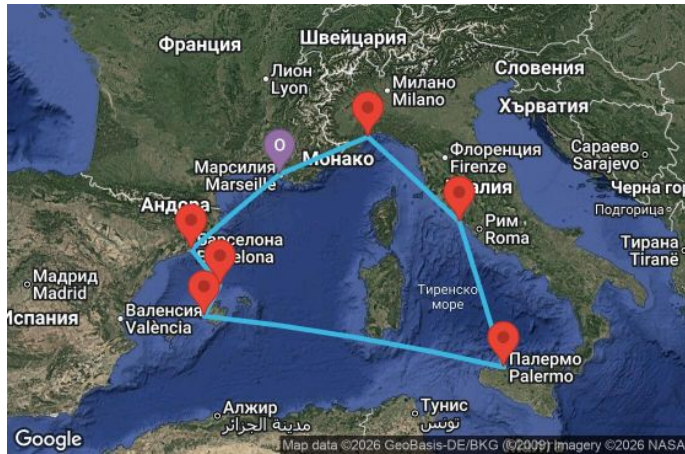 Франция
Швейцария
Лион
Lyon
Милано
Milano
Словения
Хърватия
О
Марсилия
Marseille
Монако
Флоренция
Firenze
Сараево
Sarajevo
Андора
Черна гор
Подгорица
Барселона
Barcelona
Рим
Roma
Тирана
Tiranë
Мадрид
Madrid
Валенсия
València
Тиренско
море
Палермо
Palermo
Алжир
مدينة الجزائر
Тунис
تونس
Google
Map data ©2026 GeoBasis-DE/BKG (©2009) Imagery ©2026 NASA